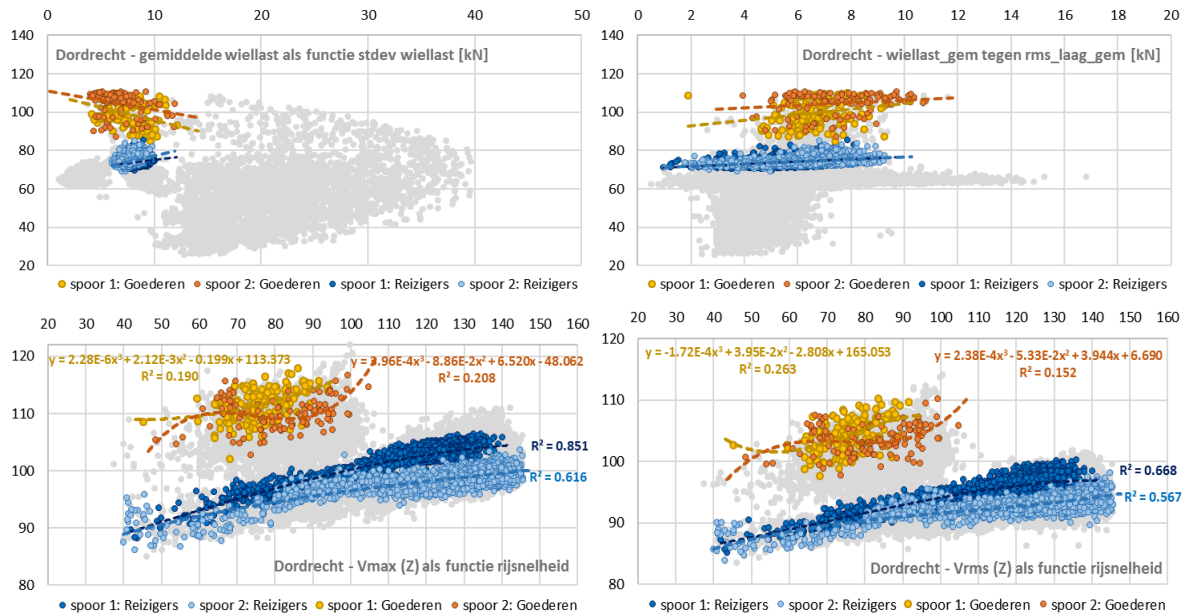 0 10 20 30 40 50
Dordrecht - gemiddelde wiellast als functie stdev wiellast [kN]
140
120
100
80
60
40
20
spoor 1: Goederen spoor 2: Goederen spoor 1: Reizigers spoor 2: Reizigers
0 2 4 6 8 10 12 14 16 18 20
Dordrecht - wiellast_gem tegen rms_laag_gem [kN]
140
120
100
80
60
40
20
spoor 1: Goederen spoor 2: Goederen spoor 1: Reizigers spoor 2: Reizigers
20 30 40 50 60 70 80 90 100 110 120 130 140 150 160
120
110
100
90
80
y = 2.28E-6x³ + 2.12E-3x² - 0.199x + 113.373
R² = 0.190
y = 3.96E-4x³ - 8.86E-2x² + 6.520x - 48.062
R² = 0.208
R² = 0.851
R² = 0.616
Dordrecht - Vmax (Z) als functie rijsnelheid
spoor 1: Reizigers spoor 2: Reizigers spoor 1: Goederen spoor 2: Goederen
20 30 40 50 60 70 80 90 100 110 120 130 140 150 160
120
110
100
90
80
y = -1.72E-4x³ + 3.95E-2x² - 2.808x + 165.053
R² = 0.263
y = 2.38E-4x³ - 5.33E-2x² + 3.944x + 6.690
R² = 0.152
R² = 0.668
R² = 0.567
Dordrecht - Vrms (Z) als functie rijsnelheid
spoor 1: Reizigers spoor 2: Reizigers spoor 1: Goederen spoor 2: Goederen